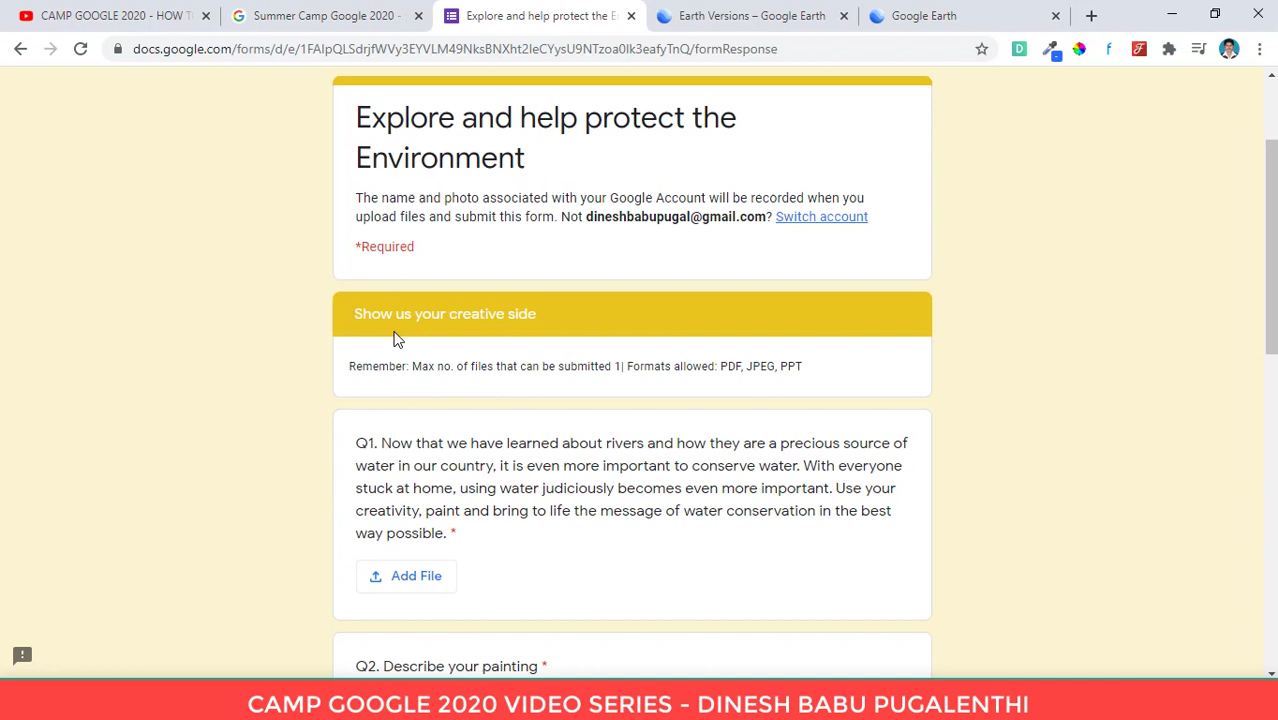 CAMP GOOGLE 2020 - HOW T
Summer Camp Google 2020 -
Explore and help protect the E
Earth Versions – Google Earth
Google Earth
docs.google.com/forms/d/e/
/formResponse
Explore and help protect the
Environment
The name and photo associated with your Google Account will be recorded when you
upload files and submit this form. Not dineshbabupugal@gmail.com? Switch account
*Required
Show us your creative side
Remember: Max no. of files that can be submitted 1| Formats allowed: PDF, JPEG, PPT
Q1. Now that we have learned about rivers and how they are a precious source of
water in our country, it is even more important to conserve water. With everyone
stuck at home, using water judiciously becomes even more important. Use your
creativity, paint and bring to life the message of water conservation in the best
way possible. *
Add File
Q2. Describe your painting *
CAMP GOOGLE 2020 VIDEO SERIES - DINESH BABU PUGALENTHI